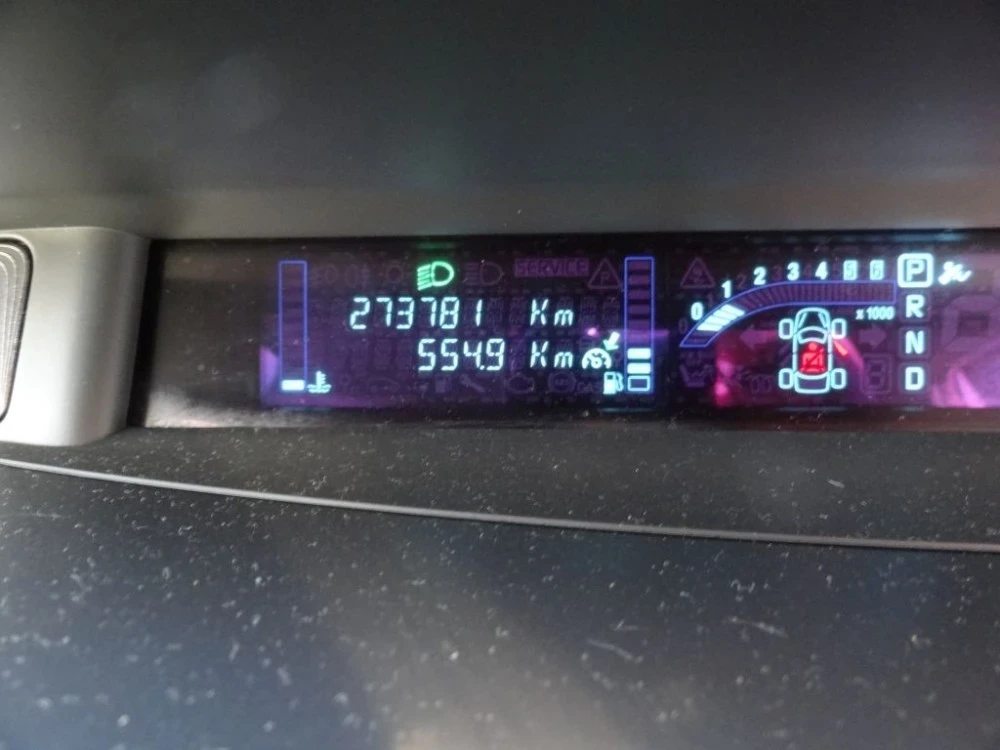 SERVICE
273781 Km
554.9 Km
0 1 2 3 4 5 6
x1000
P
R
N
D